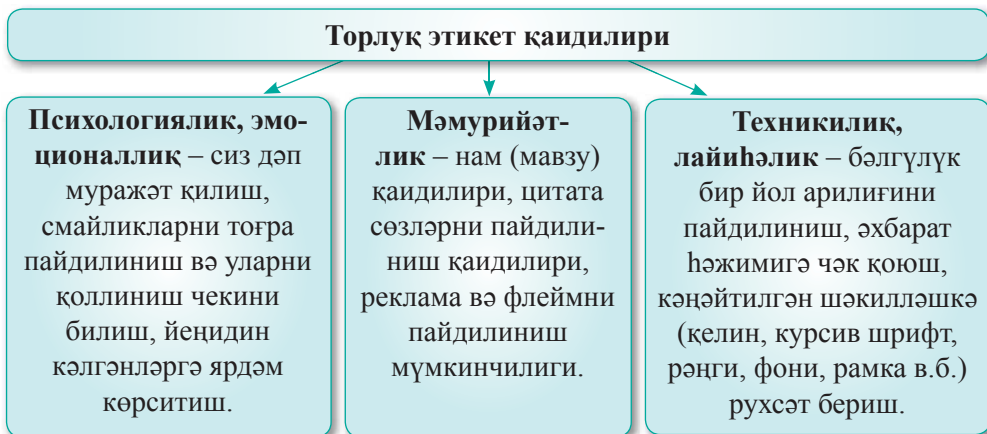 Торлуқ этикет қаидилири
Психологиялик, эмо-
ционаллиқ – сиз дәп
муражәт қилиш,
смайликларни тоғра
пайдилиниш вә уларни
қоллиниш чекини
билиш, йеңидин
кәлгәнләргә ярдәм
көрситиш.
Мәмурийәт-
лик – нам (мавзу)
қаидилири, цитата
сөзләрни пайдили-
ниш қаидилири,
реклама вә флеймни
пайдилиниш
мүмкинчилиги.
Техникилиқ,
лайиһәлик – бәлгүлүк
бир йол арилиғини
пайдилиниш, әхбарат
һәжимигә чәк қоюш,
кәңәйтилгән шәкилләшкә
(қелин, курсив шрифт,
рәңги, фони, рамка в.б.)
рухсәт бериш.